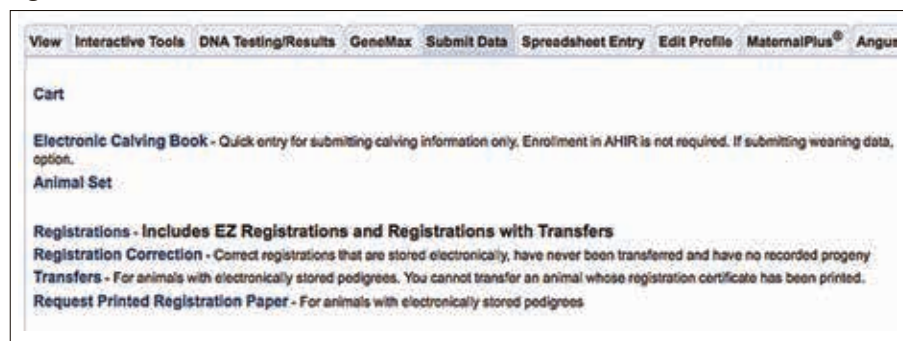 View Interactive Tools DNA Testing/Results GeneMax Submit Data Spreadsheet Entry Edit Profile MaternalPlus® Angus
Cart
Electronic Calving Book - Quick entry for submitting calving information only. Enrollment in AHIR is not required. If submitting weaning data,
option.
Animal Set
Registrations - Includes EZ Registrations and Registrations with Transfers
Registration Correction - Correct registrations that are stored electronically, have never been transferred and have no recorded progeny
Transfers - For animals with electronically stored pedigrees. You cannot transfer an animal whose registration certificate has been printed.
Request Printed Registration Paper - For animals with electronically stored pedigrees